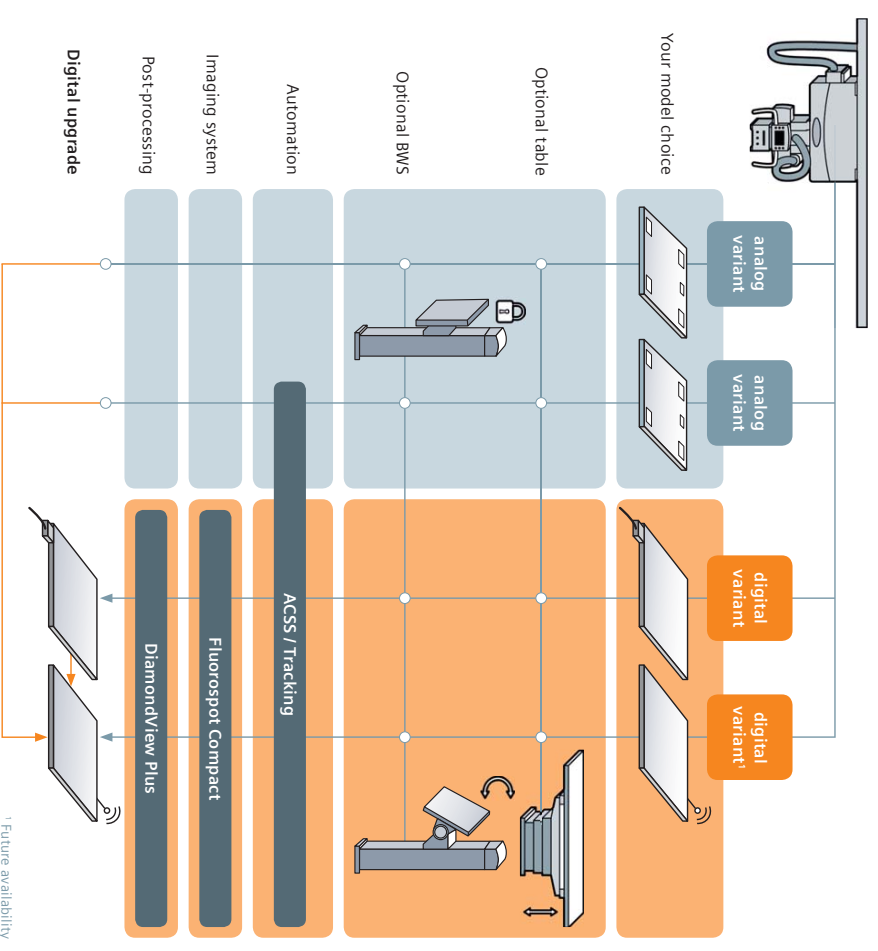 analog
variant
analog
variant
digital
variant
digital
variant¹
Your model choice
Optional table
Optional BWS
Automation
ACSS / Tracking
Imaging system
Fluorospot Compact
Post-processing
DiamondView Plus
Digital upgrade
¹ Future availability